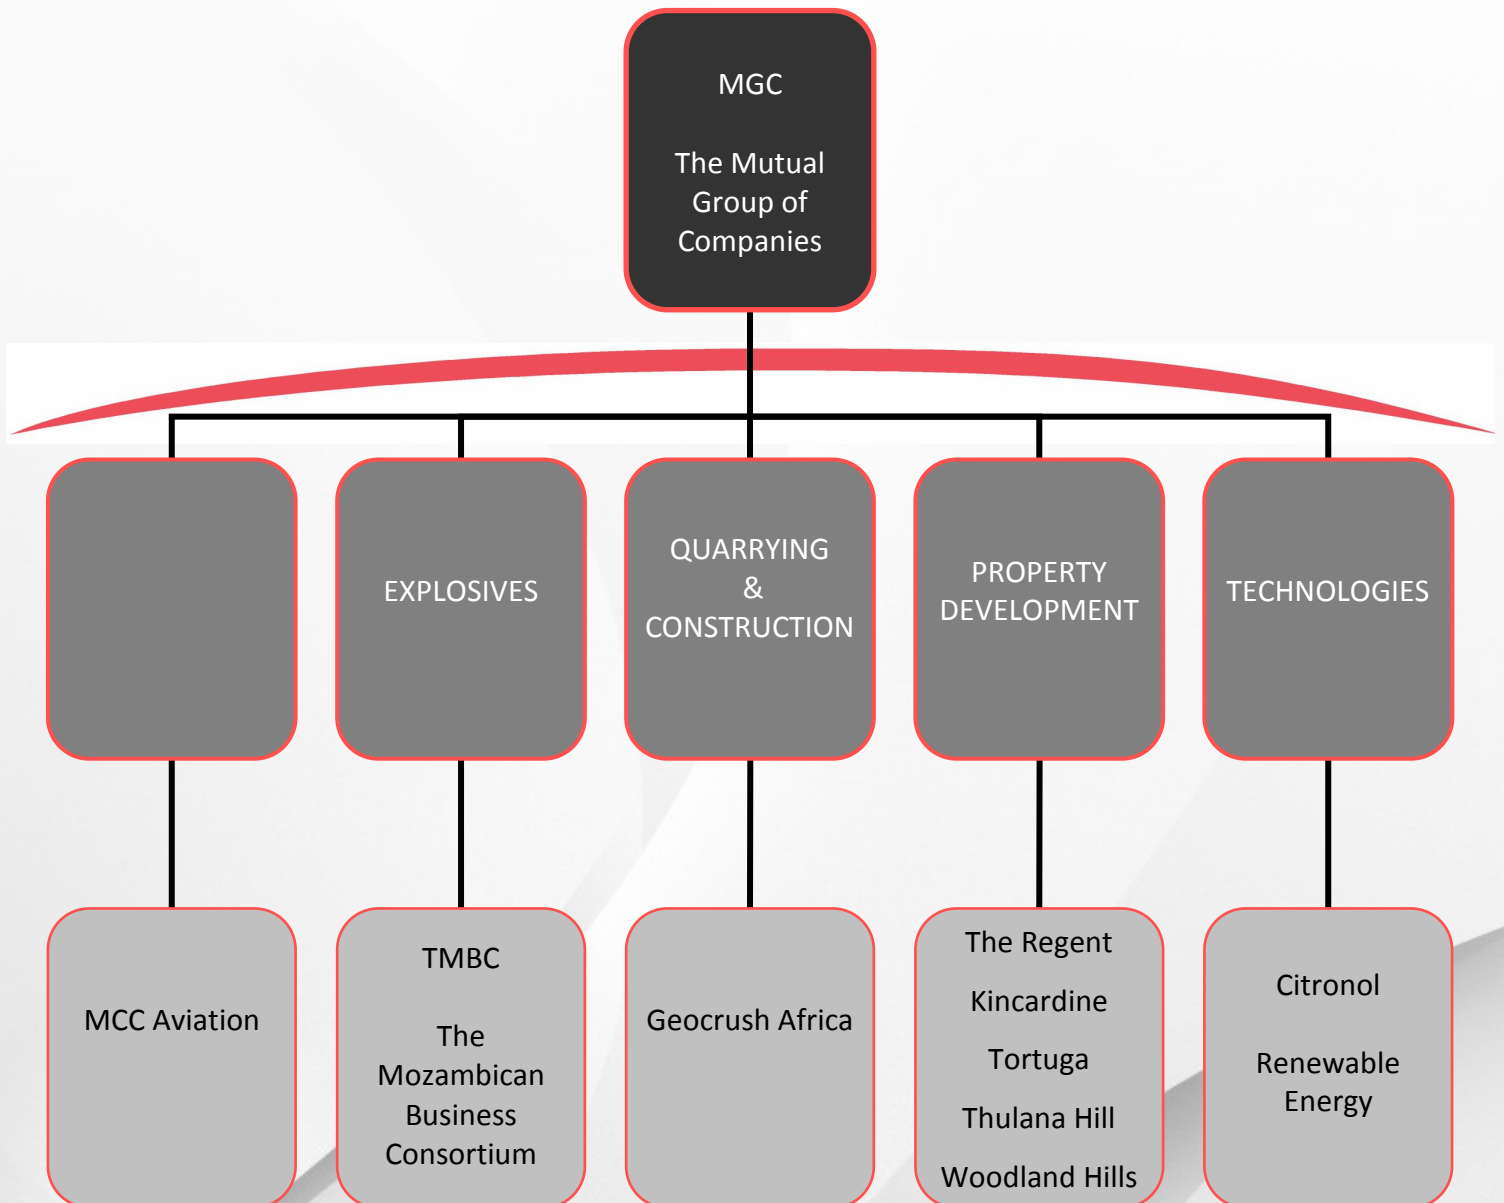 MGC
The Mutual
Group of
Companies
EXPLOSIVES
QUARRYING
&
CONSTRUCTION
PROPERTY
DEVELOPMENT
TECHNOLOGIES
MCC Aviation
TMBC
The
Mozambican
Business
Consortium
Geocrush Africa
The Regent
Kincardine
Tortuga
Thulana Hill
Woodland Hills
Citronol
Renewable
Energy